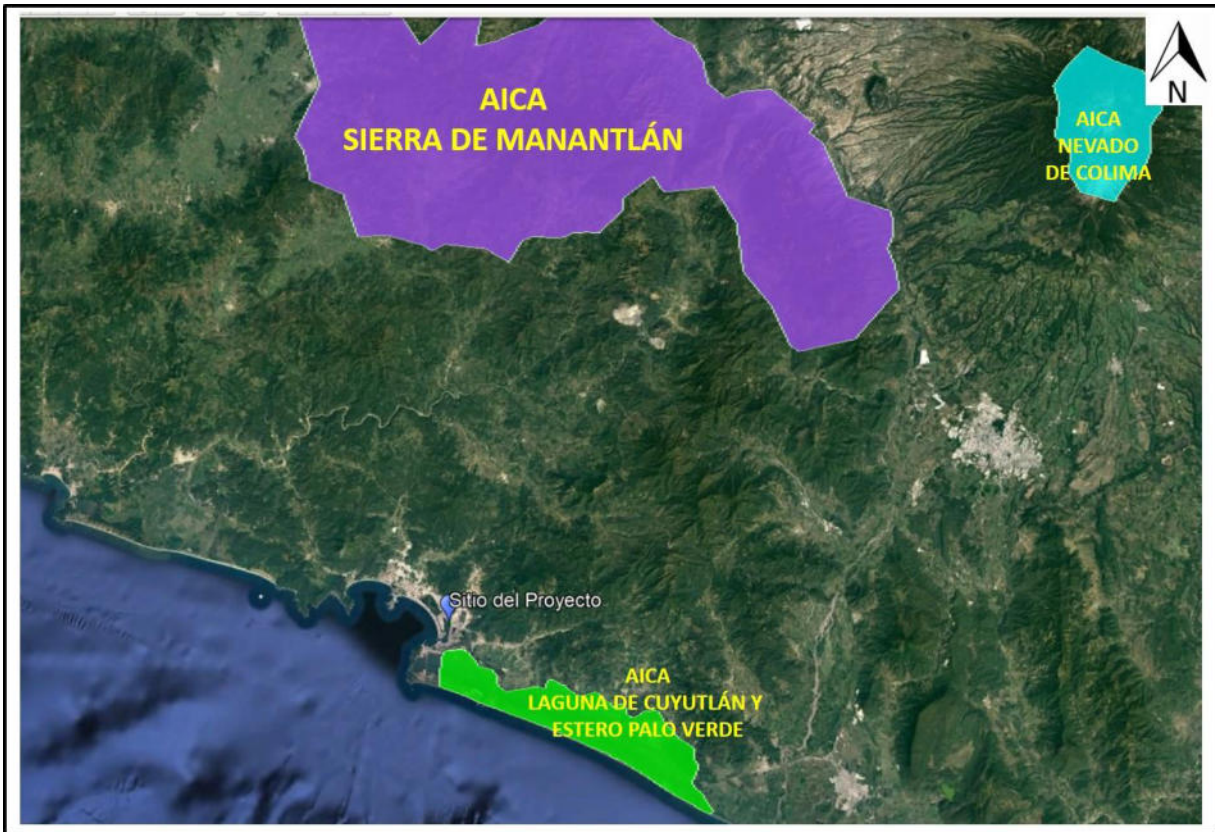 AICA
SIERRA DE MANANTLÁN
AICA
NEVADO
DE COLIMA
N
Sitio del Proyecto
AICA
LAGUNA DE CUYUTLÁN Y
ESTERO PALO VERDE